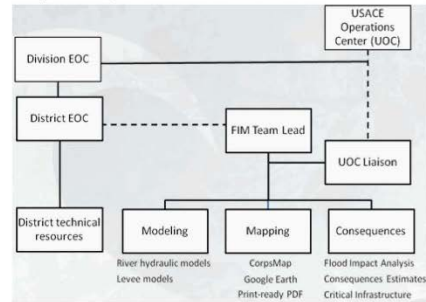 USACE
Operations
Center (UOC)
Division EOC
District EOC
FIM Team Lead
UOC Liaison
District technical
resources
Modeling
Mapping
Consequences
River hydraulic models
Levee models
CorpsMap
Google Earth
Print-ready PDF
Flood Impact Analysis
Consequences Estimates
Critical Infrastructure